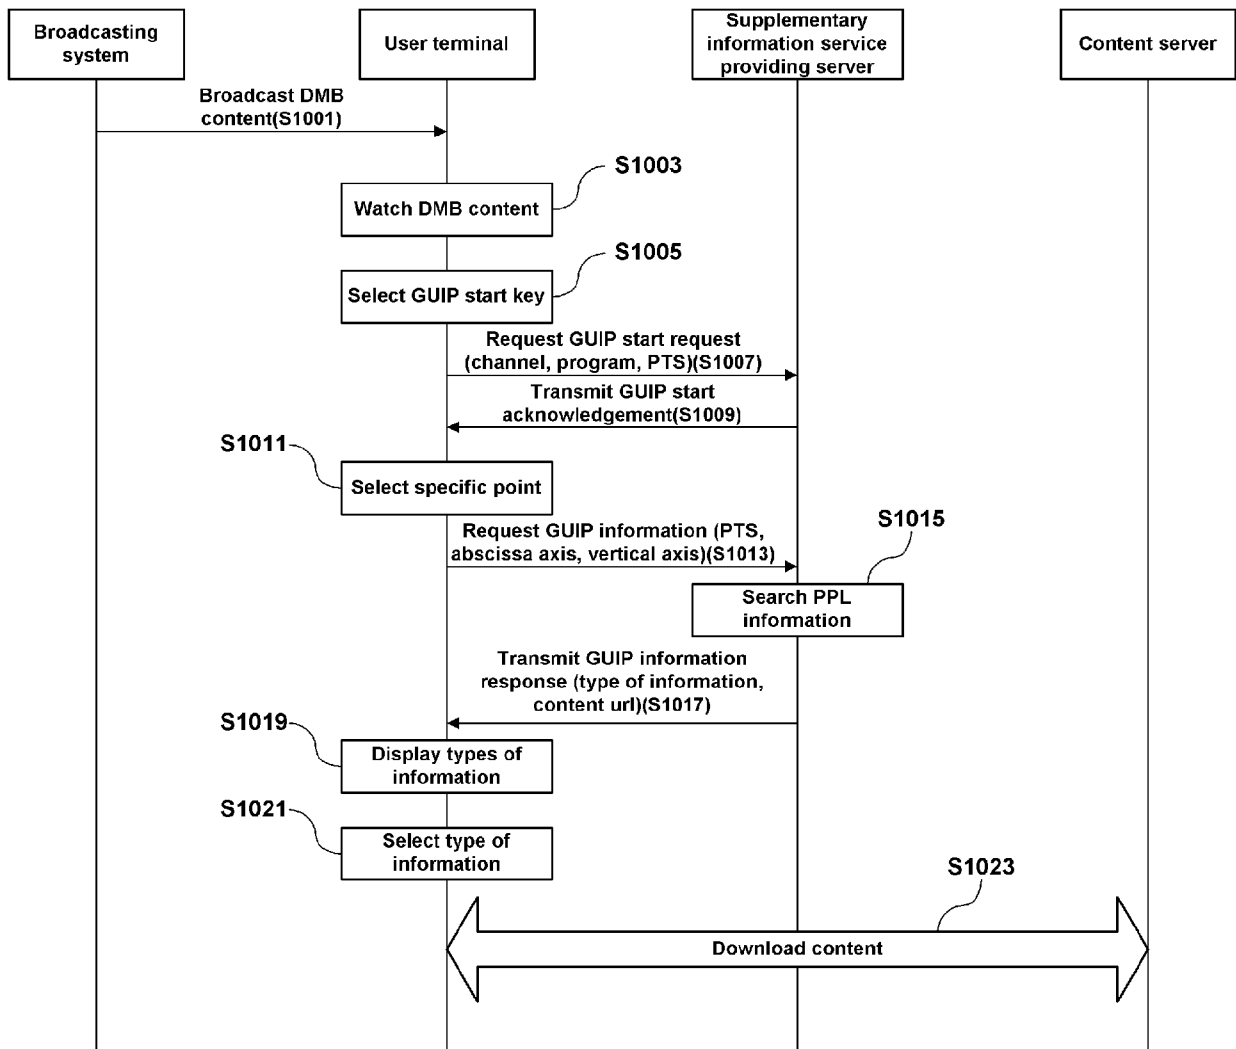 Broadcasting
system
User terminal
Supplementary
information service
providing server
Content server
Broadcast DMB
content(S1001)
S1003
Watch DMB content
S1005
Select GUIP start key
Request GUIP start request
(channel, program, PTS)(S1007)
Transmit GUIP start
acknowledgement(S1009)
S1011
Select specific point
Request GUIP information (PTS,
abscissa axis, vertical axis)(S1013)
S1015
Search PPL
information
Transmit GUIP information
response (type of information,
content url)(S1017)
S1019
Display types of
information
S1021
Select type of
information
S1023
Download content